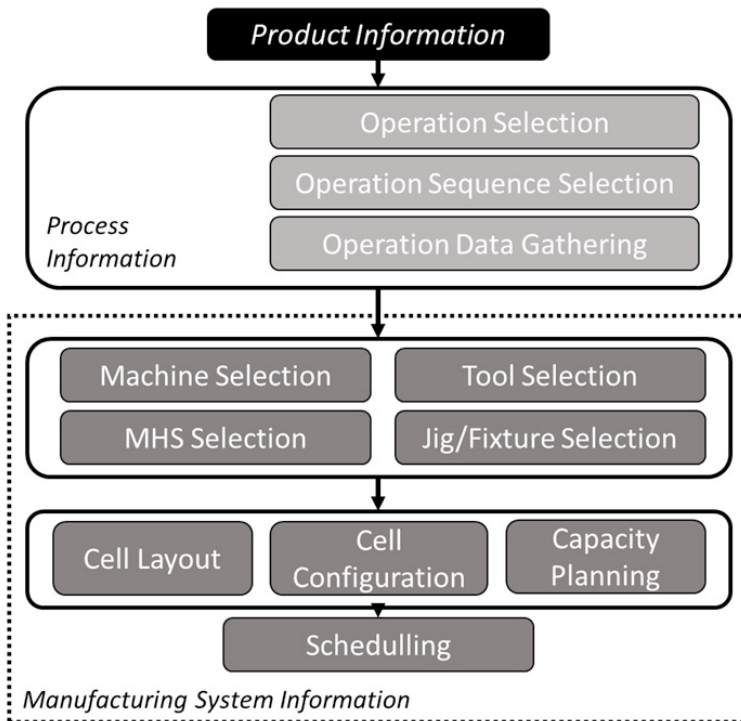 Product Information
Operation Selection
Operation Sequence Selection
Operation Data Gathering
Process
Information
Machine Selection
Tool Selection
MHS Selection
Jig/Fixture Selection
Cell Layout
Cell
Configuration
Capacity
Planning
Schedulling
Manufacturing System Information